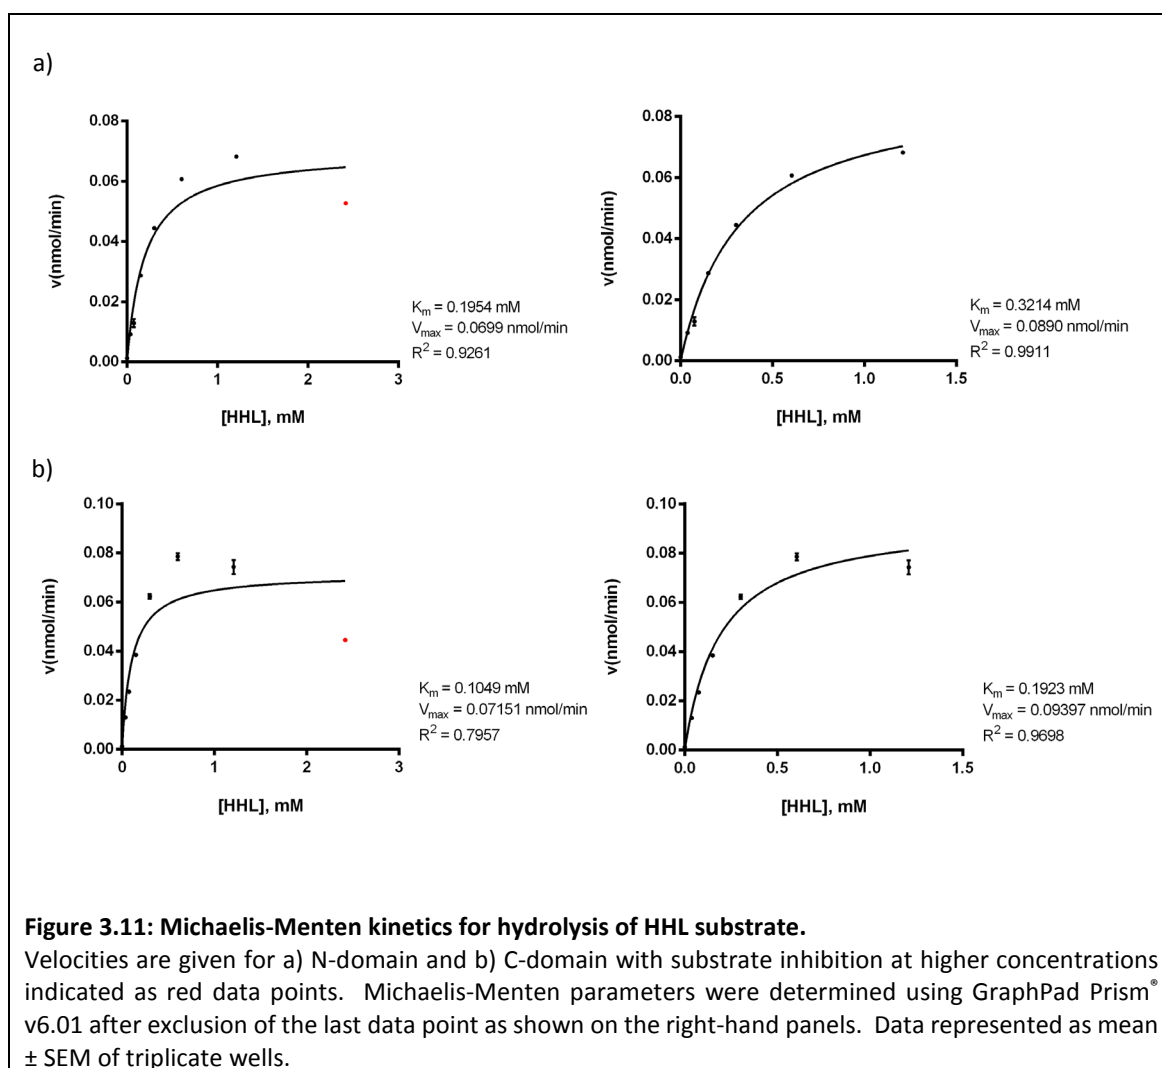 a)
0.08
0.06
0.04
0.02
0.00
v(nmol/min)
0
1
2
3
[HHL], mM
Km = 0.1954 mM
Vmax = 0.0699 nmol/min
R2 = 0.9261
0.08
0.06
0.04
0.02
0.00
v(nmol/min)
0.0
0.5
1.0
1.5
[HHL], mM
Km = 0.3214 mM
Vmax = 0.0890 nmol/min
R2 = 0.9911
b)
0.10
0.08
0.06
0.04
0.02
0.00
v(nmol/min)
0
1
2
3
[HHL], mM
Km = 0.1049 mM
Vmax = 0.07151 nmol/min
R2 = 0.7957
0.10
0.08
0.06
0.04
0.02
0.00
v(nmol/min)
0.0
0.5
1.0
1.5
[HHL], mM
Km = 0.1923 mM
Vmax = 0.09397 nmol/min
R2 = 0.9698
Figure 3.11: Michaelis-Menten kinetics for hydrolysis of HHL substrate.
Velocities are given for a) N-domain and b) C-domain with substrate inhibition at higher concentrations
indicated as red data points. Michaelis-Menten parameters were determined using GraphPad Prism®
v6.01 after exclusion of the last data point as shown on the right-hand panels. Data represented as mean
± SEM of triplicate wells.